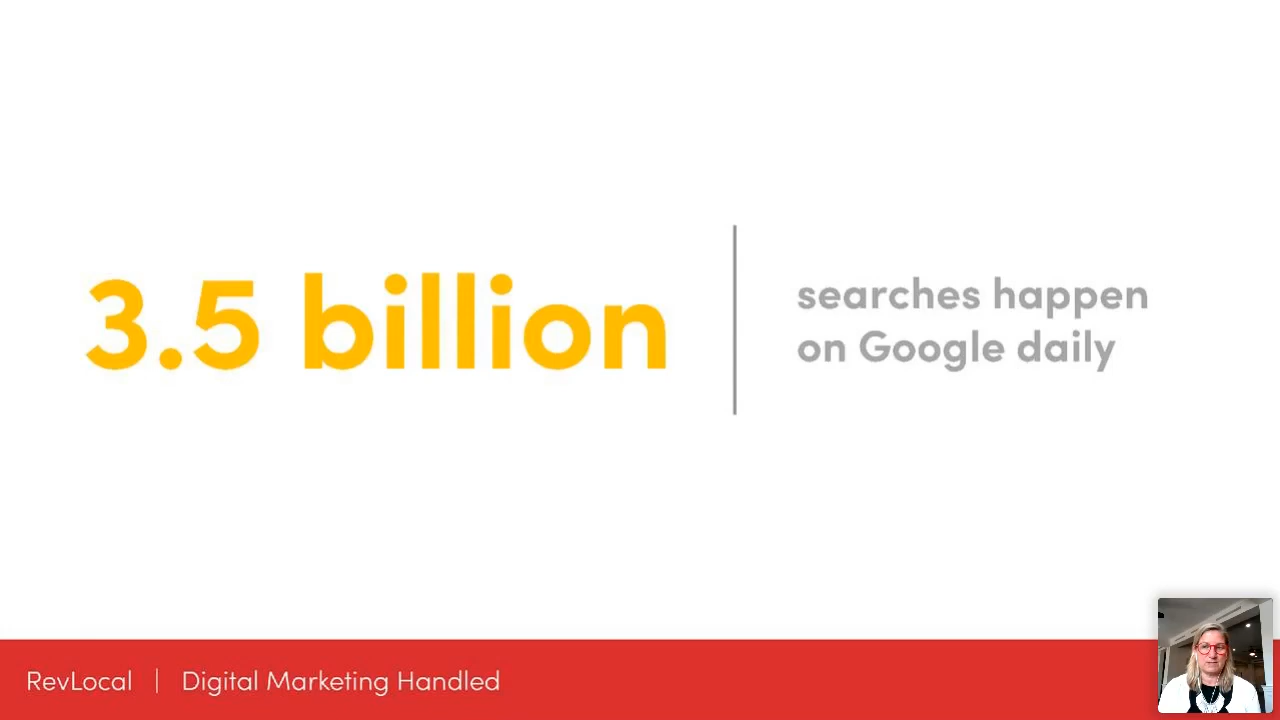 3.5 billion
searches happen
on Google daily
RevLocal | Digital Marketing Handled